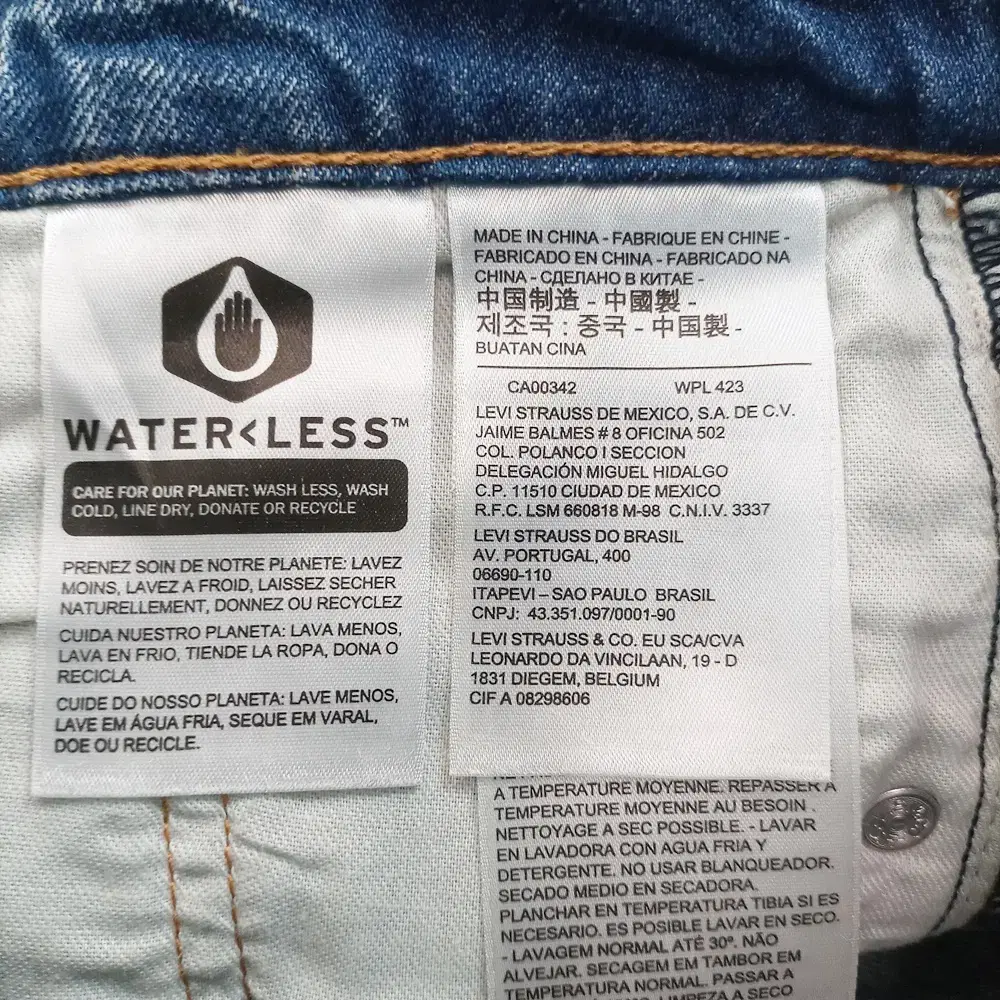 WATER<LESS™
CARE FOR OUR PLANET: WASH LESS, WASH
COLD, LINE DRY, DONATE OR RECYCLE
PRENEZ SOIN DE NOTRE PLANETE: LAVEZ
MOINS, LAVEZ A FROID, LAISSEZ SECHER
NATURELLEMENT, DONNEZ OU RECYCLEZ
CUIDA NUESTRO PLANETA: LAVA MENOS,
LAVA EN FRIO, TIENDE LA ROPA, DONA O
RECICLA.
CUIDE DO NOSSO PLANETA: LAVE MENOS,
LAVE EM ÁGUA FRIA, SEQUE EM VARAL,
DOE OU RECICLE.
MADE IN CHINA - FABRIQUE EN CHINE -
FABRICADO EN CHINA - FABRICADO NA
CHINA - СДЕЛАНО В КИТАЕ -
中国制造 - 中國製 -
제조국 : 중국 - 中国製 -
BUATAN CINA
CA00342 WPL 423
LEVI STRAUSS DE MEXICO, S.A. DE C.V.
JAIME BALMES # 8 OFICINA 502
COL. POLANCO I SECCION
DELEGACIÓN MIGUEL HIDALGO
C.P. 11510 CIUDAD DE MEXICO
R.F.C. LSM 660818 M-98 C.N.I.V. 3337
LEVI STRAUSS DO BRASIL
AV. PORTUGAL, 400
06690-110
ITAPEVI – SAO PAULO BRASIL
CNPJ: 43.351.097/0001-90
LEVI STRAUSS & CO. EU SCA/CVA
LEONARDO DA VINCILAAN, 19 - D
1831 DIEGEM, BELGIUM
CIF A 08298606
A TEMPERATURE MOYENNE. REPASSER A
TEMPERATURE MOYENNE AU BESOIN .
NETTOYAGE A SEC POSSIBLE. - LAVAR
EN LAVADORA CON AGUA FRIA Y
DETERGENTE. NO USAR BLANQUEADOR.
SECADO MEDIO EN SECADORA.
PLANCHAR EN TEMPERATURA TIBIA SI ES
NECESARIO. ES POSIBLE LAVAR EN SECO.
- LAVAGEM NORMAL ATÉ 30º. NÃO
ALVEJAR. SECAGEM EM TAMBOR EM
TEMPERATURA NORMAL. PASSAR A
LIMPEZA A SECO